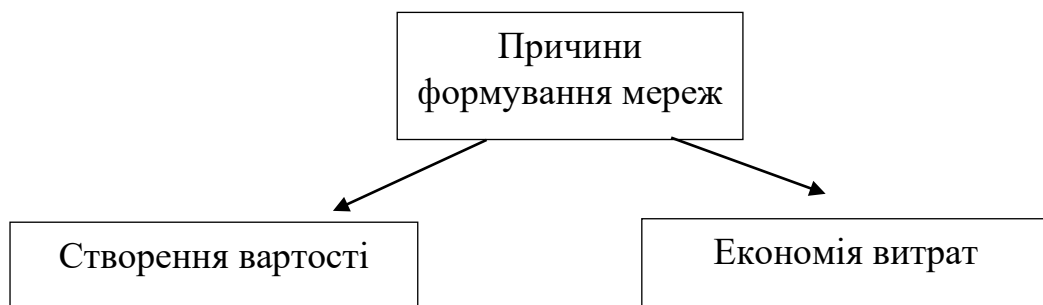 Причини
формування мереж
Створення вартості
Економія витрат